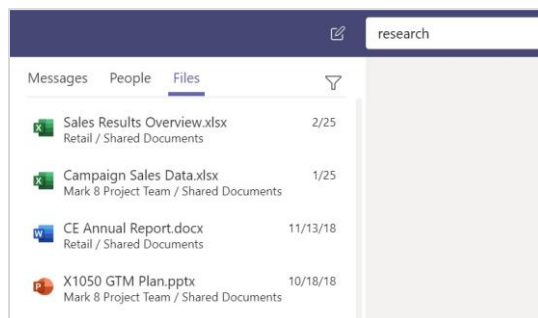 research
Messages People Files
Sales Results Overview.xlsx 2/25
Retail / Shared Documents
Campaign Sales Data.xlsx 1/25
Mark 8 Project Team / Shared Documents
CE Annual Report.docx 11/13/18
Retail / Shared Documents
X1050 GTM Plan.pptx 10/18/18
Mark 8 Project Team / Shared Documents